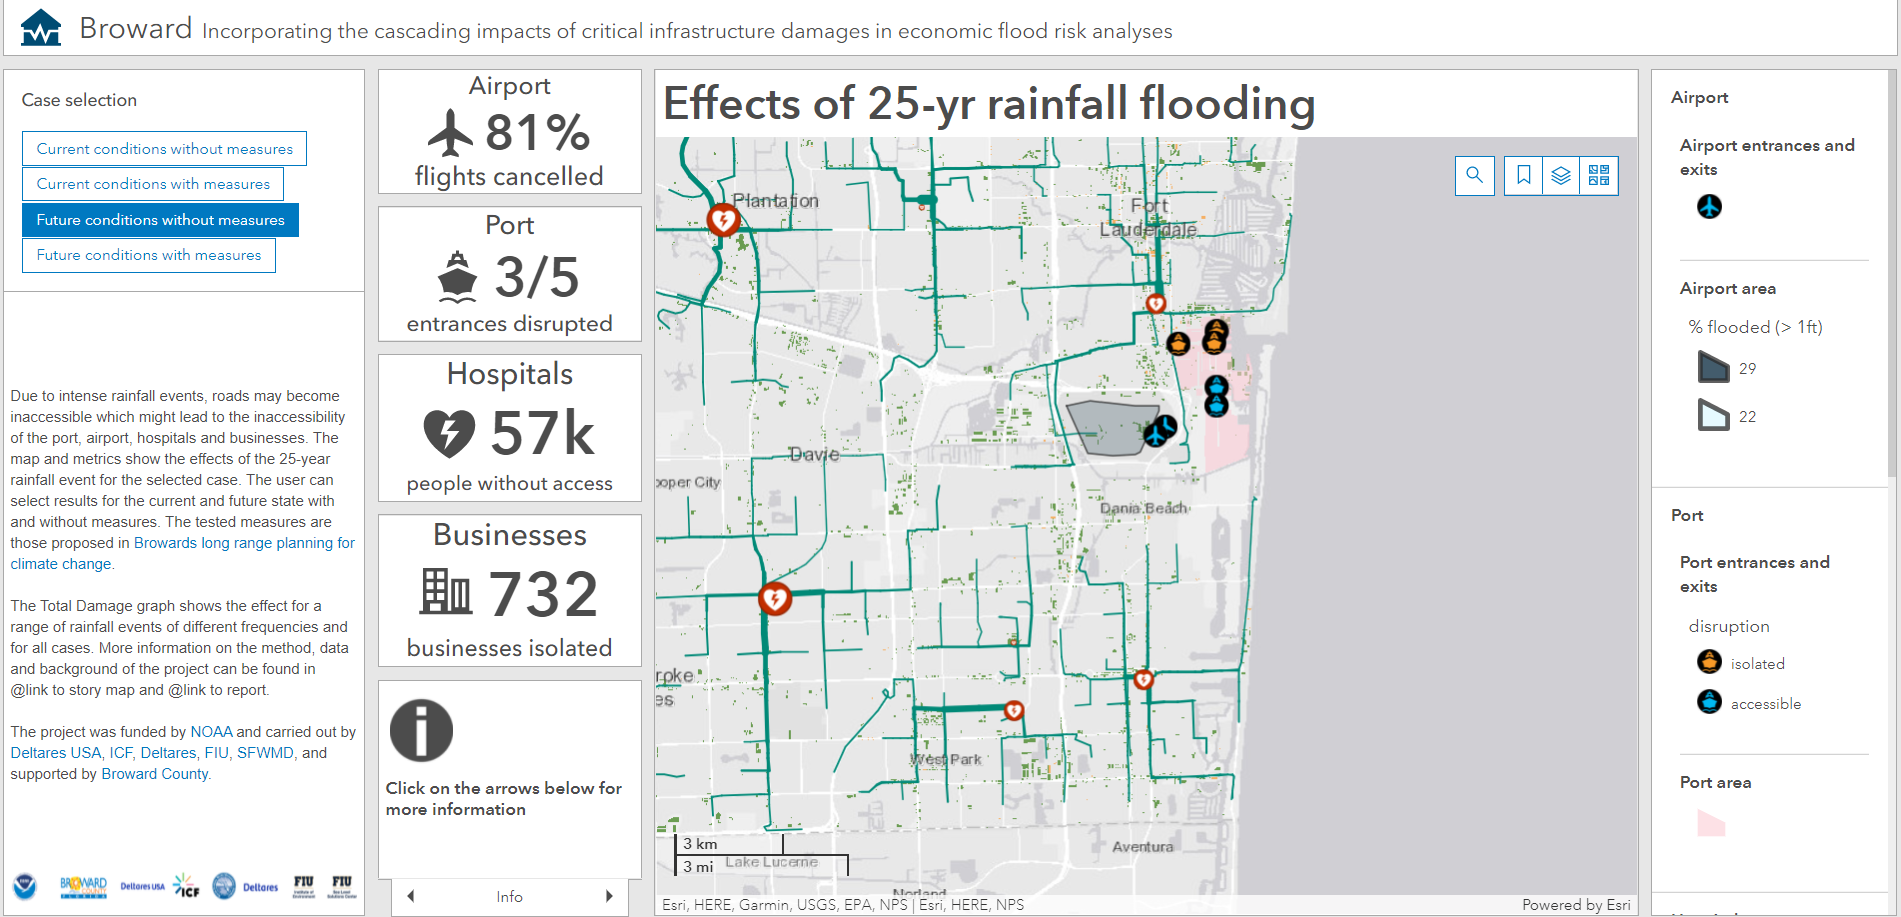 Broward Incorporating the cascading impacts of critical infrastructure damages in economic flood risk analyses
Case selection
Current conditions without measures
Current conditions with measures
Future conditions without measures
Future conditions with measures
Due to intense rainfall events, roads may become
inaccessible which might lead to the inaccessibility
of the port, airport, hospitals and businesses. The
map and metrics show the effects of the 25-year
rainfall event for the selected case. The user can
select results for the current and future state with
and without measures. The tested measures are
those proposed in Browards long range planning for
climate change.
The Total Damage graph shows the effect for a
range of rainfall events of different frequencies and
for all cases. More information on the method, data
and background of the project can be found in
@link to story map and @link to report.
The project was funded by NOAA and carried out by
Deltares USA, ICF, Deltares, FIU, SFWMD, and
supported by Broward County.
BROWARD
FLORIDA
Deltares USA
ICF
Deltares
FIU
FIU
Airport
81%
flights cancelled
Port
3/5
entrances disrupted
Hospitals
57k
people without access
Businesses
732
businesses isolated
Click on the arrows below for
more information
Info
Effects of 25-yr rainfall flooding
Plantation
Fort
Lauderdale
Davie
ooper City
Dania Beach
roke
es
West Park
Aventura
3 km
3 mi
Lake Lucerne
Norland
Esri, HERE, Garmin, USGS, EPA, NPS | Esri, HERE, NPS
Powered by Esri
Airport
Airport entrances and
exits
Airport area
% flooded (> 1ft)
29
22
Port
Port entrances and
exits
disruption
isolated
accessible
Port area